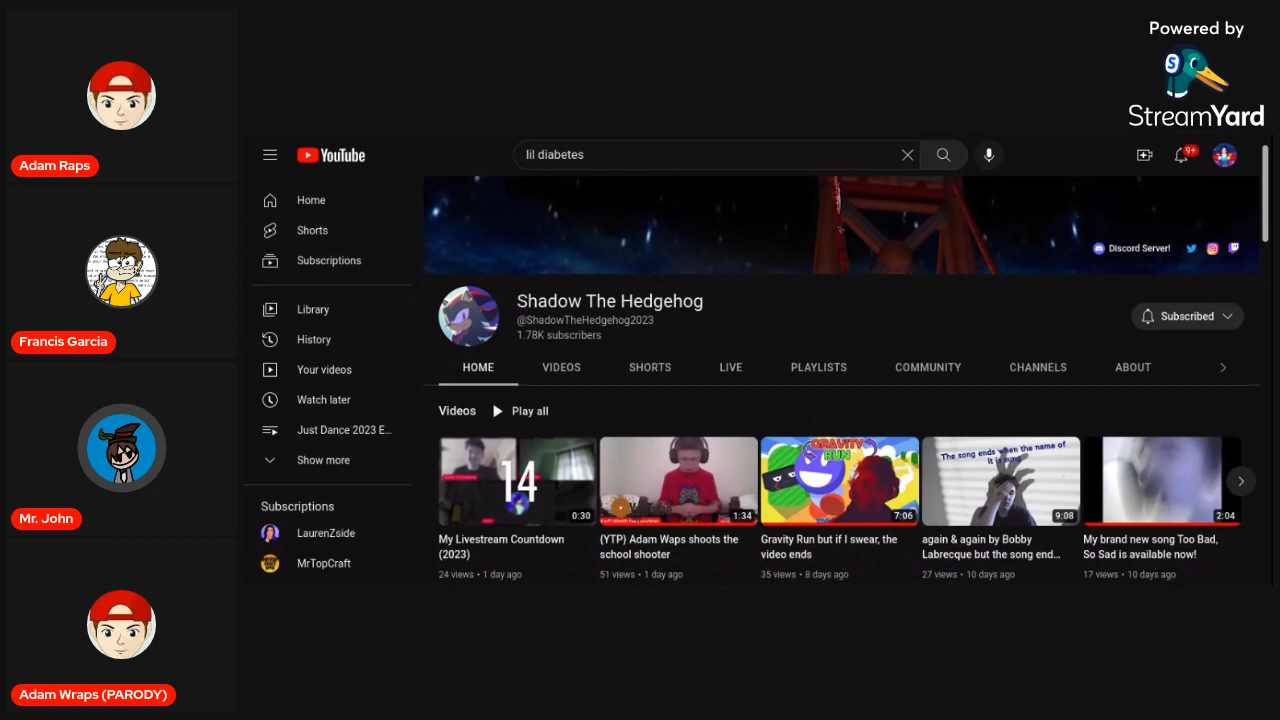 Powered by
StreamYard
Adam Raps
Francis Garcia
Mr. John
Adam Wraps (PARODY)
YouTube
lil diabetes
9+
Home
Shorts
Subscriptions
Library
History
Your videos
Watch later
Just Dance 2023 E...
Show more
Subscriptions
LaurenZside
MrTopCraft
Discord Server!
Shadow The Hedgehog
@ShadowTheHedgehog2023
1.78K subscribers
Subscribed
HOME VIDEOS SHORTS LIVE PLAYLISTS COMMUNITY CHANNELS ABOUT
Videos Play all
14
0:30
My Livestream Countdown
(2023)
24 views • 1 day ago
1:34
{YTP} Adam Waps shoots the
school shooter
51 views • 1 day ago
GRAVITY
RUN
7:06
Gravity Run but if I swear, the
video ends
35 views • 8 days ago
The song ends when the name of
it is sung
9:08
again & again by Bobby
Labrecque but the song end...
27 views • 10 days ago
2:04
My brand new song Too Bad,
So Sad is available now!
17 views • 10 days ago